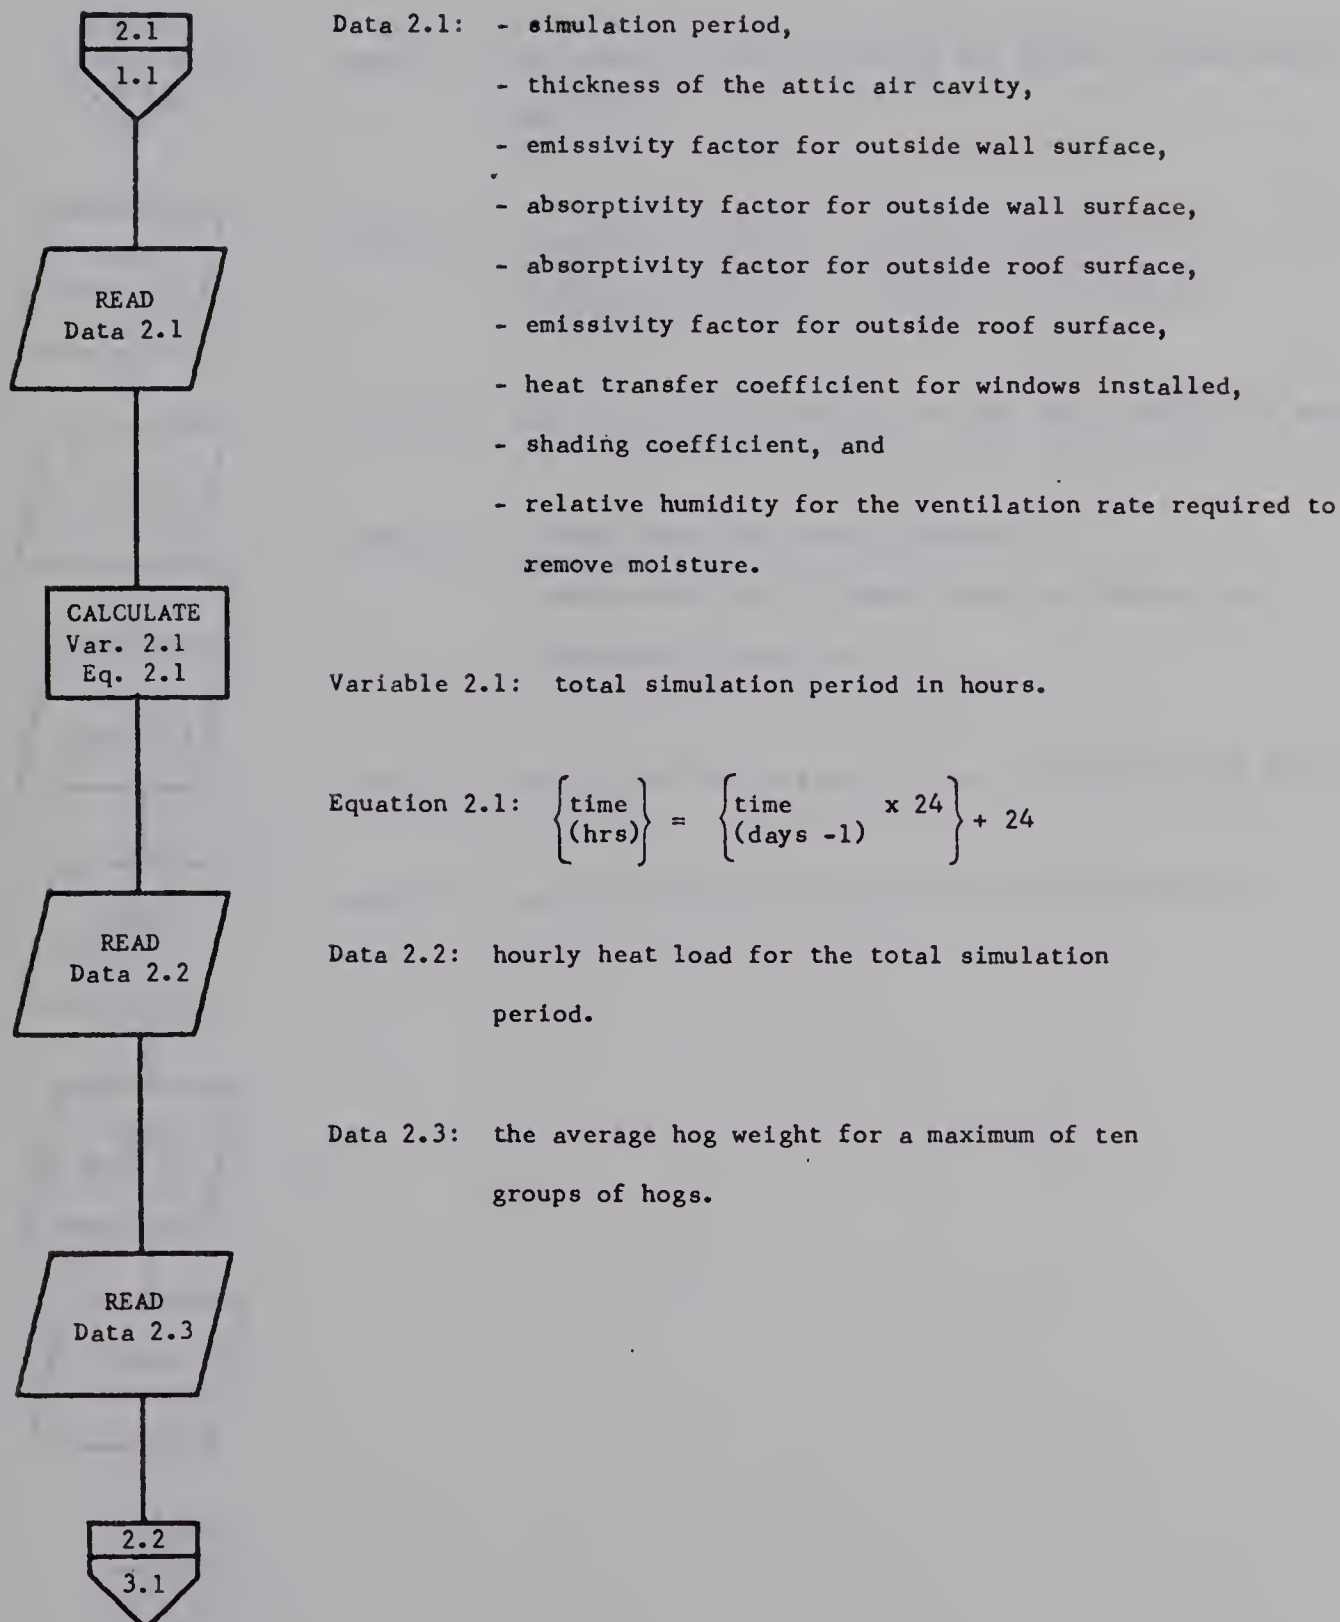 2.1
1.1
Data 2.1: - simulation period,
- thickness of the attic air cavity,
- emissivity factor for outside wall surface,
- absorptivity factor for outside wall surface,
- absorptivity factor for outside roof surface,
- emissivity factor for outside roof surface,
- heat transfer coefficient for windows installed,
- shading coefficient, and
- relative humidity for the ventilation rate required to
remove moisture.
READ
Data 2.1
CALCULATE
Var. 2.1
Eq. 2.1
Variable 2.1: total simulation period in hours.
Equation 2.1: {time (hrs)} = {time (days -1) x 24} + 24
READ
Data 2.2
Data 2.2: hourly heat load for the total simulation
period.
Data 2.3: the average hog weight for a maximum of ten
groups of hogs.
READ
Data 2.3
2.2
3.1